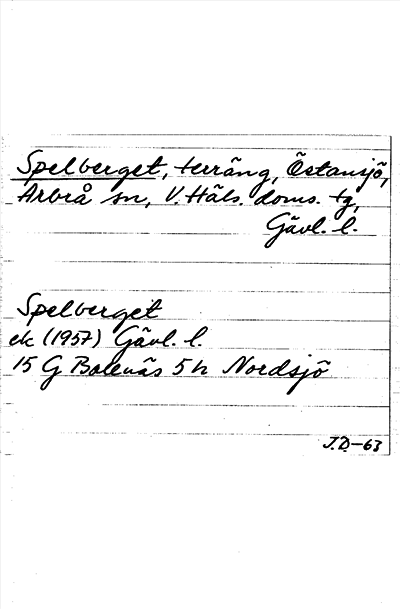 Spelberget, terräng, Östansjö,
Arbrå sn, V. Häls. doms. tg,
Gävl. l.
Spelberget
ek (1957) Gävl. l.
15 G Bolenäs 5 h Nordsjö
J.D.-63